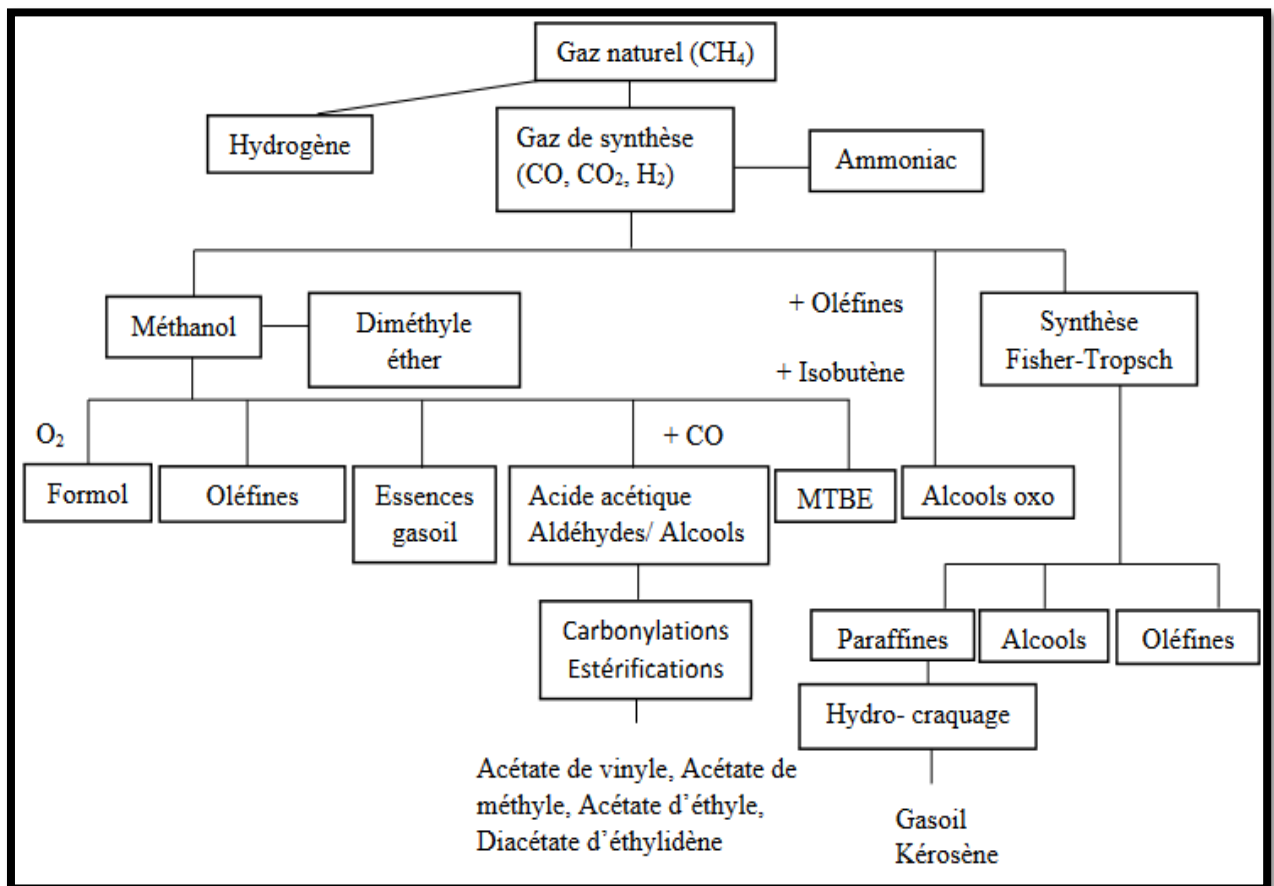 Gaz naturel (CH₄)
Hydrogène
Gaz de synthèse
(CO, CO₂, H₂)
Ammoniac
Méthanol
Diméthyle
éther
+ Oléfines
+ Isobutène
Synthèse
Fisher-Tropsch
O₂
+ CO
Formol
Oléfines
Essences
gasoil
Acide acétique
Aldéhydes/ Alcools
MTBE
Alcools oxo
Carbonylations
Estérifications
Paraffines
Alcools
Oléfines
Hydro- craquage
Acétate de vinyle, Acétate de
méthyle, Acétate d’éthyle,
Diacétate d’éthylidène
Gasoil
Kérosène